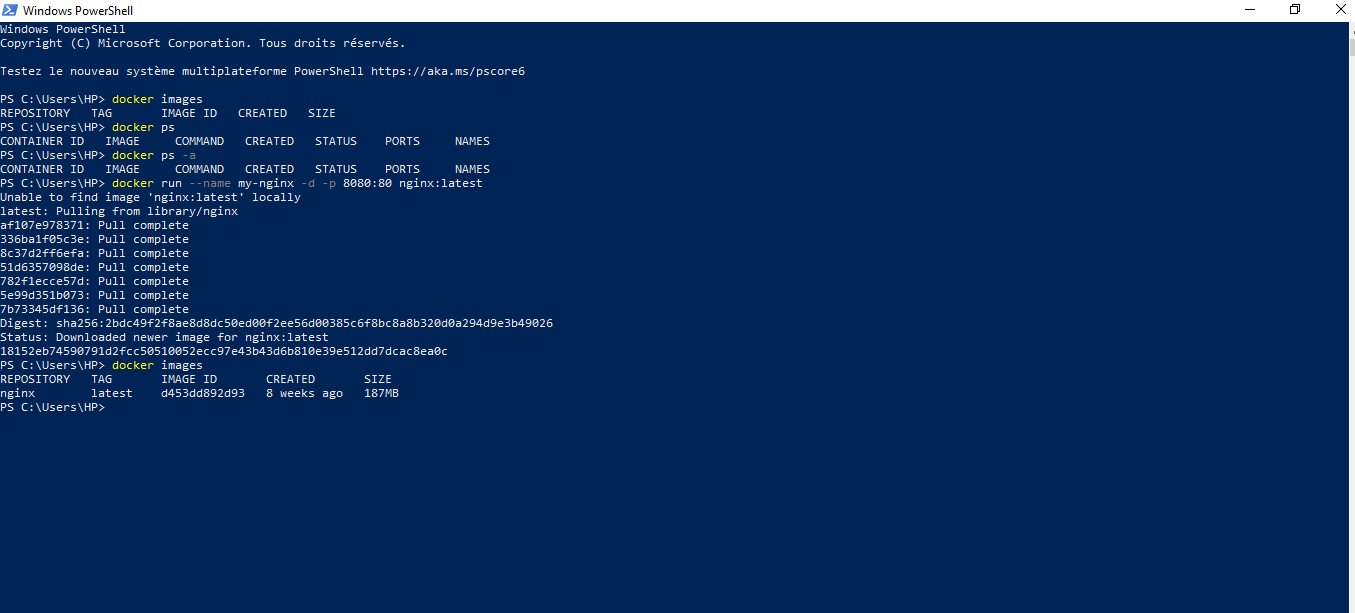 Windows PowerShell
Windows PowerShell
Copyright (C) Microsoft Corporation. Tous droits réservés.
Testez le nouveau système multiplateforme PowerShell https://aka.ms/pscore6
PS C:\Users\HP> docker images
REPOSITORY   TAG       IMAGE ID   CREATED   SIZE
PS C:\Users\HP> docker ps
CONTAINER ID   IMAGE     COMMAND   CREATED   STATUS    PORTS     NAMES
PS C:\Users\HP> docker ps -a
CONTAINER ID   IMAGE     COMMAND   CREATED   STATUS    PORTS     NAMES
PS C:\Users\HP> docker run --name my-nginx -d -p 8080:80 nginx:latest
Unable to find image 'nginx:latest' locally
latest: Pulling from library/nginx
af107e978371: Pull complete
336ba1f05c3e: Pull complete
8c37d2ff6efa: Pull complete
51d6357098de: Pull complete
782f1ecce57d: Pull complete
5e99d351b073: Pull complete
7b73345df136: Pull complete
Digest: sha256:2bdc49f2f8ae8d8dc50ed00f2ee56d00385c6f8bc8a8b320d0a294d9e3b49026
Status: Downloaded newer image for nginx:latest
18152eb74590791d2fcc50510052ecc97e43b43d6b810e39e512dd7dcac8ea0c
PS C:\Users\HP> docker images
REPOSITORY   TAG       IMAGE ID       CREATED       SIZE
nginx        latest    d453dd892d93   8 weeks ago   187MB
PS C:\Users\HP>